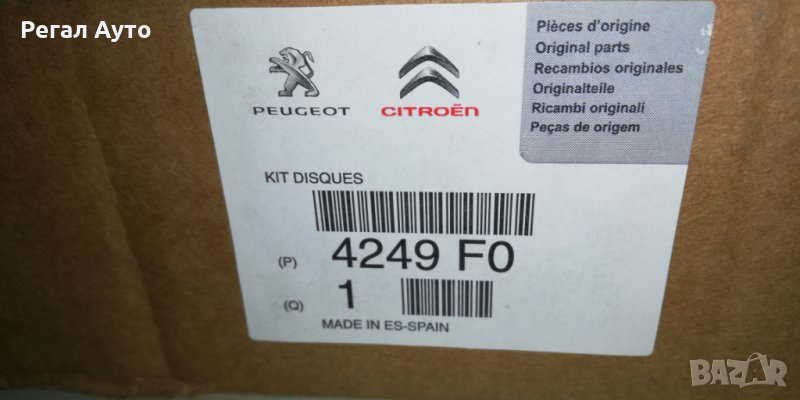 Регал Ауто
PEUGEOT
CITROËN
Pièces d'origine
Original parts
Recambios originales
Originalteile
Ricambi originali
Peças de origem
KIT DISQUES
(P) 4249 F0
(Q) 1
MADE IN ES-SPAIN
BAZAR